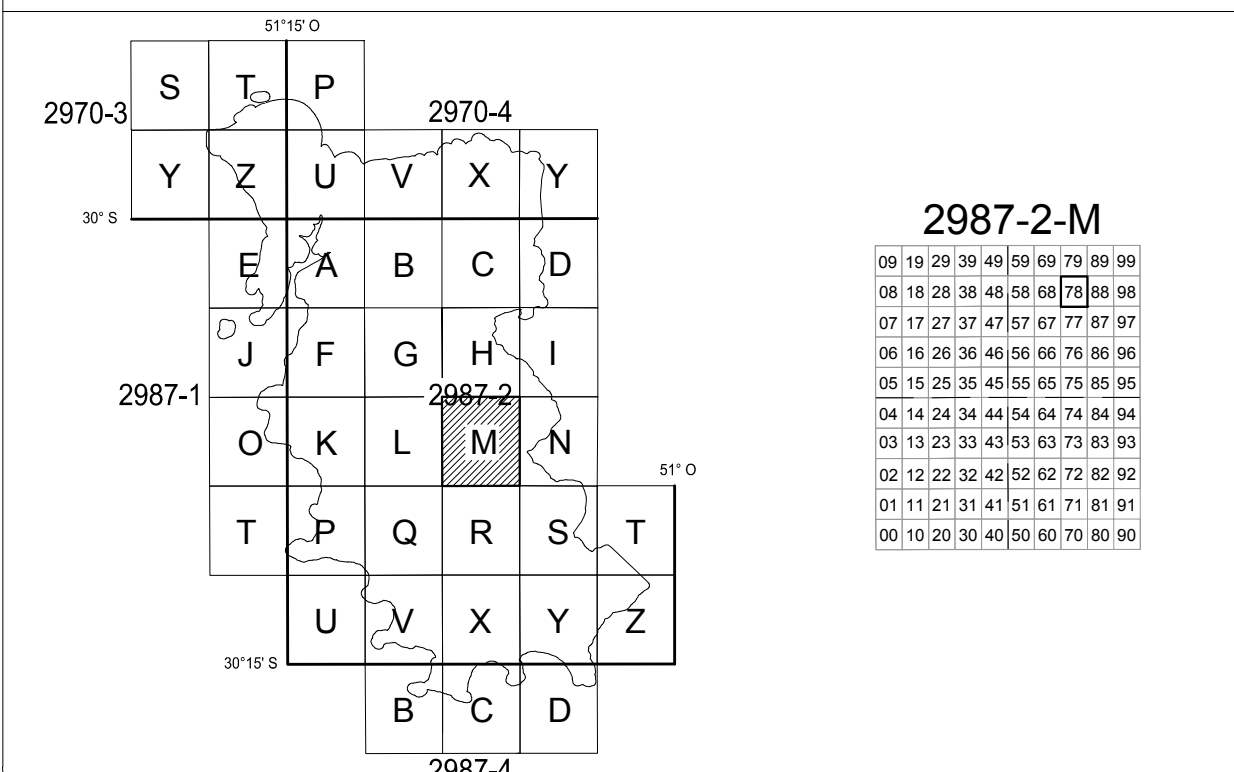 51°15' O
S T P
2970-3
2970-4
Y Z U V X Y
30° S
E A B C D
J F G H I
2987-1
2987-2
O K L M N
51° O
T P Q R S T
U V X Y Z
30°15' S
B C D
2987-4
2987-2-M
09 19 29 39 49 59 69 79 89 99
08 18 28 38 48 58 68 78 88 98
07 17 27 37 47 57 67 77 87 97
06 16 26 36 46 56 66 76 86 96
05 15 25 35 45 55 65 75 85 95
04 14 24 34 44 54 64 74 84 94
03 13 23 33 43 53 63 73 83 93
02 12 22 32 42 52 62 72 82 92
01 11 21 31 41 51 61 71 81 91
00 10 20 30 40 50 60 70 80 90